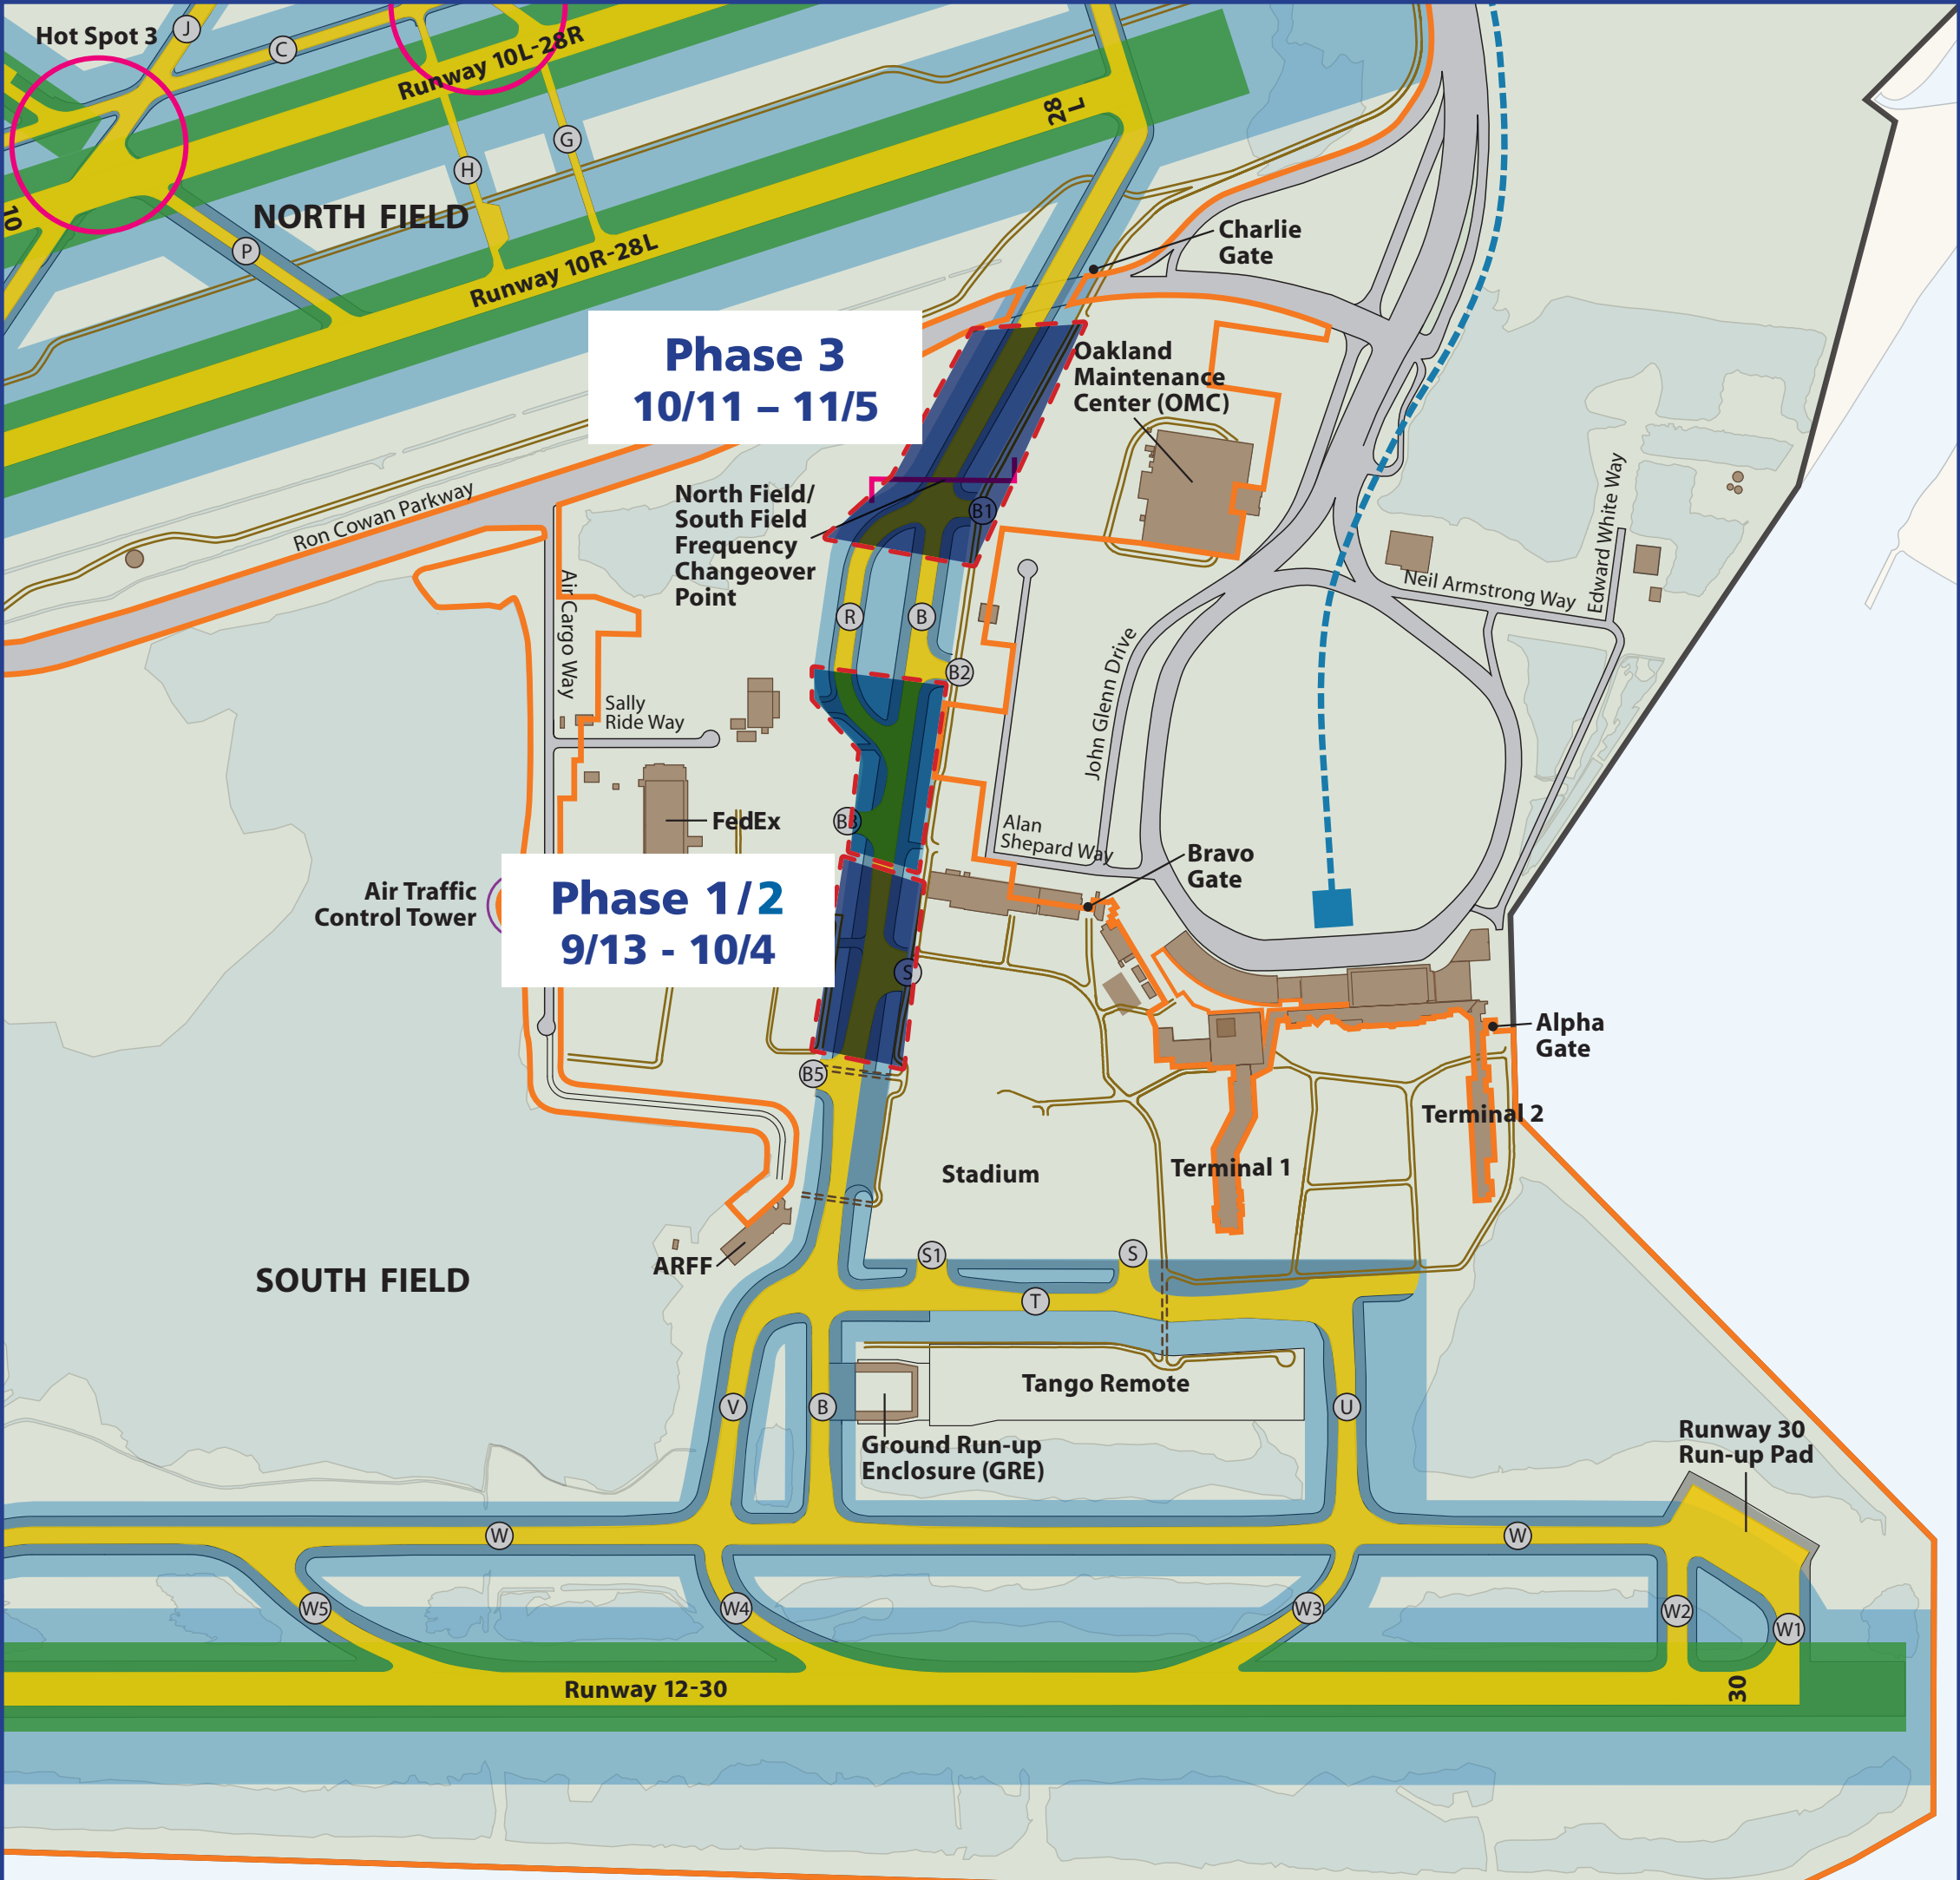 Hot Spot 3
J
C
Runway 10L-28R
28
L
G
H
10
NORTH FIELD
P
Runway 10R-28L
Charlie
Gate
Phase 3
10/11 – 11/5
Oakland
Maintenance
Center (OMC)
Ron Cowan Parkway
North Field/
South Field
Frequency
Changeover
Point
B1
Edward White Way
Neil Armstrong Way
Air Cargo Way
R
B
B2
John Glenn Drive
Sally
Ride Way
FedEx
B3
Alan
Shepard Way
Bravo
Gate
Air Traffic
Control Tower
Phase 1/2
9/13 - 10/4
S
Alpha
Gate
B5
Terminal 2
Stadium
Terminal 1
S1
S
ARFF
SOUTH FIELD
T
Tango Remote
V
B
U
Ground Run-up
Enclosure (GRE)
Runway 30
Run-up Pad
W
W
W5
W4
W3
W2
W1
Runway 12-30
30